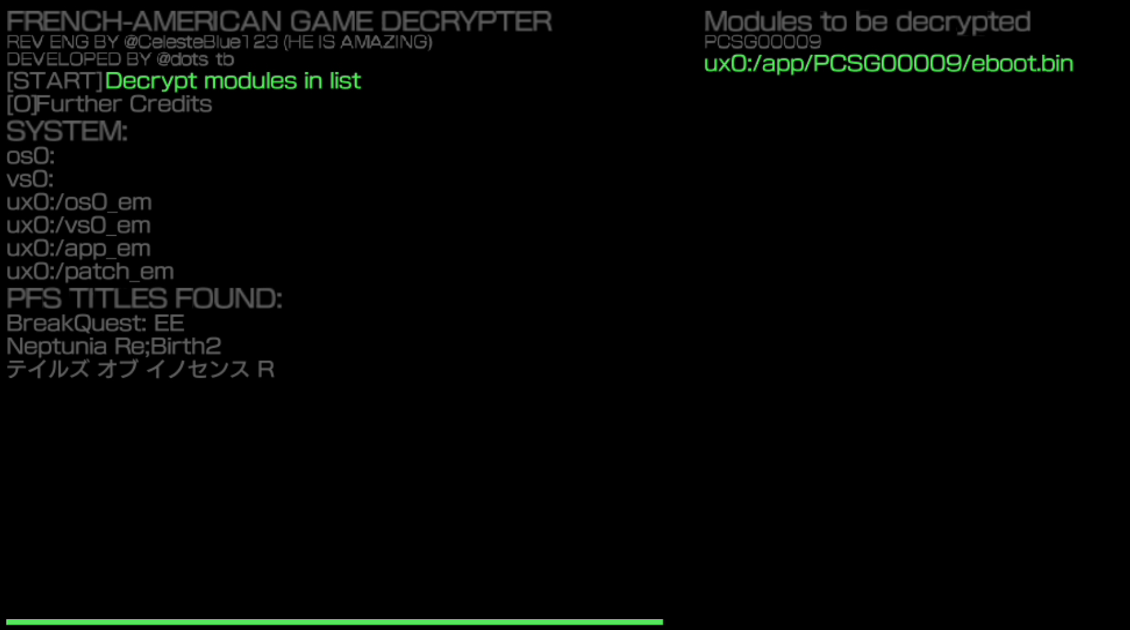 FRENCH-AMERICAN GAME DECRYPTER
REV ENG BY @CelesteBlue123 (HE IS AMAZING)
DEVELOPED BY @dots tb
[START]Decrypt modules in list
[O]Further Credits
SYSTEM:
os0:
vs0:
ux0:/os0_em
ux0:/vs0_em
ux0:/app_em
ux0:/patch_em
PFS TITLES FOUND:
BreakQuest: EE
Neptunia Re;Birth2
テイルズ オブ イノセンス R
Modules to be decrypted
PCSG00009
ux0:/app/PCSG00009/eboot.bin